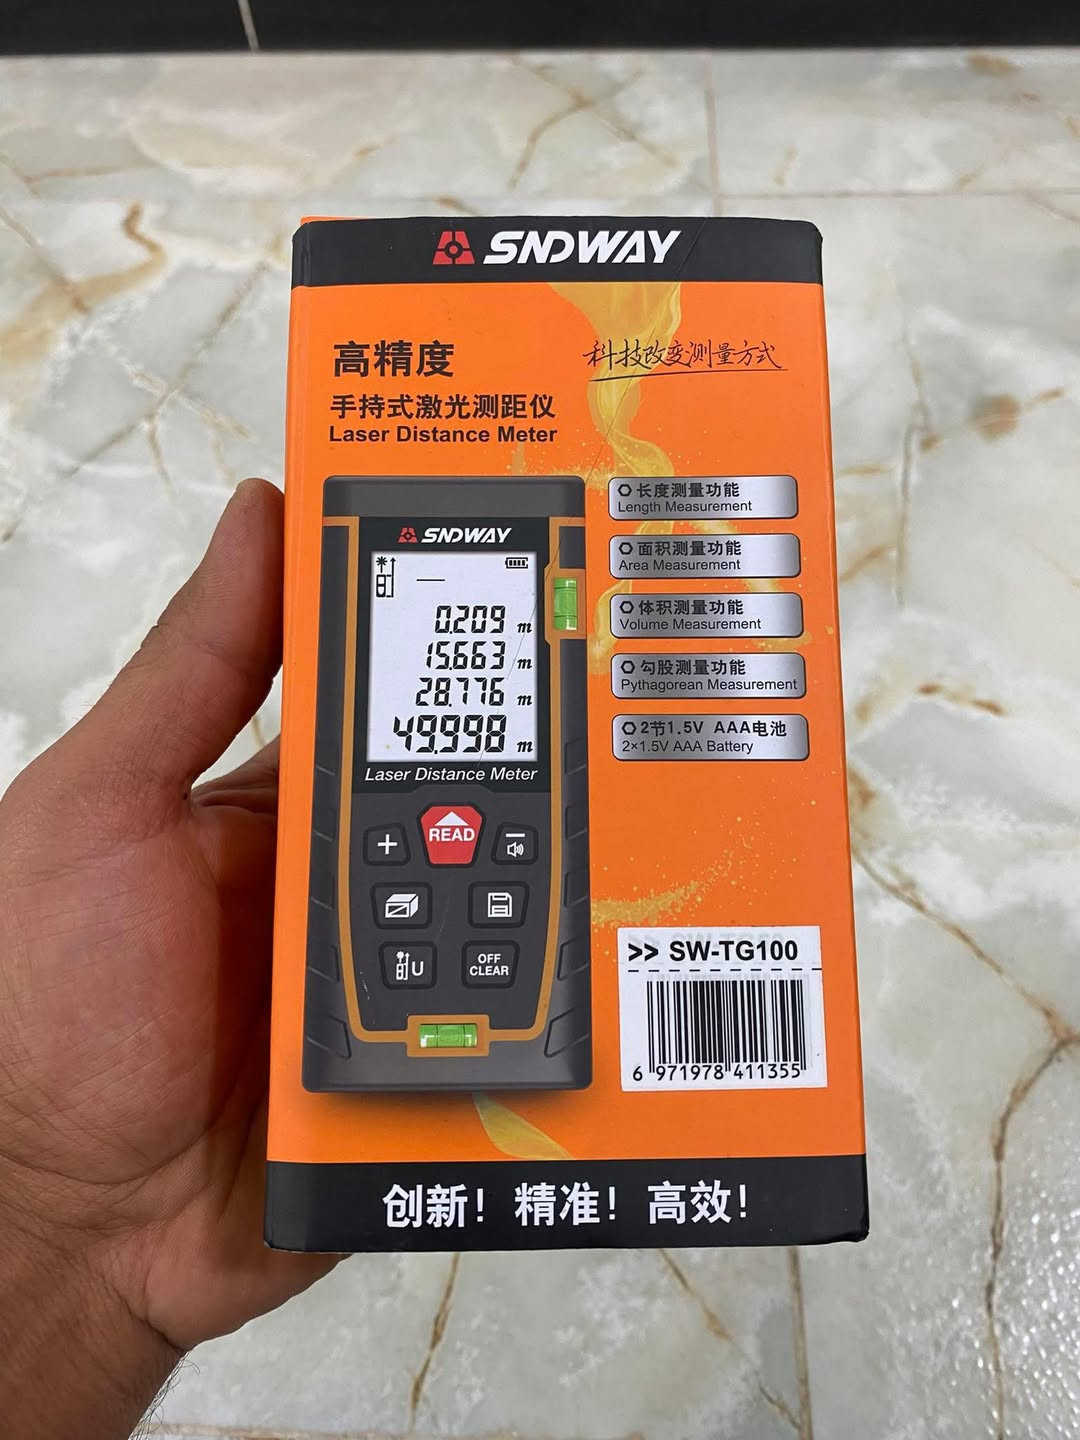 SNDWAY
高精度
科技改变测量方式
手持式激光测距仪
Laser Distance Meter
长度测量功能
Length Measurement
面积测量功能
Area Measurement
体积测量功能
Volume Measurement
勾股测量功能
Pythagorean Measurement
2节1.5V AAA电池
2×1.5V AAA Battery
SNDWAY
0.209 m
15.663 m
28.776 m
49.998 m
Laser Distance Meter
READ
U
OFF
CLEAR
>> SW-TG100
6 971978 411355
创新！精准！高效！